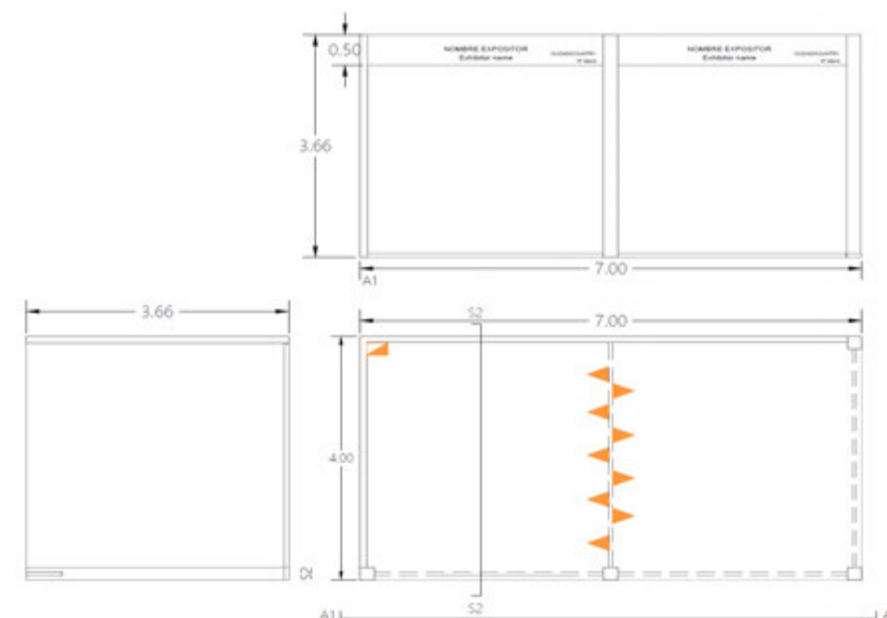 0.50
NOMBRE EXPOSITOR
Exhibitor name
NOMBRE EXPOSITOR
Exhibitor name
3.66
7.00
A1
3.66
S2
7.00
4.00
S2
S2
A1